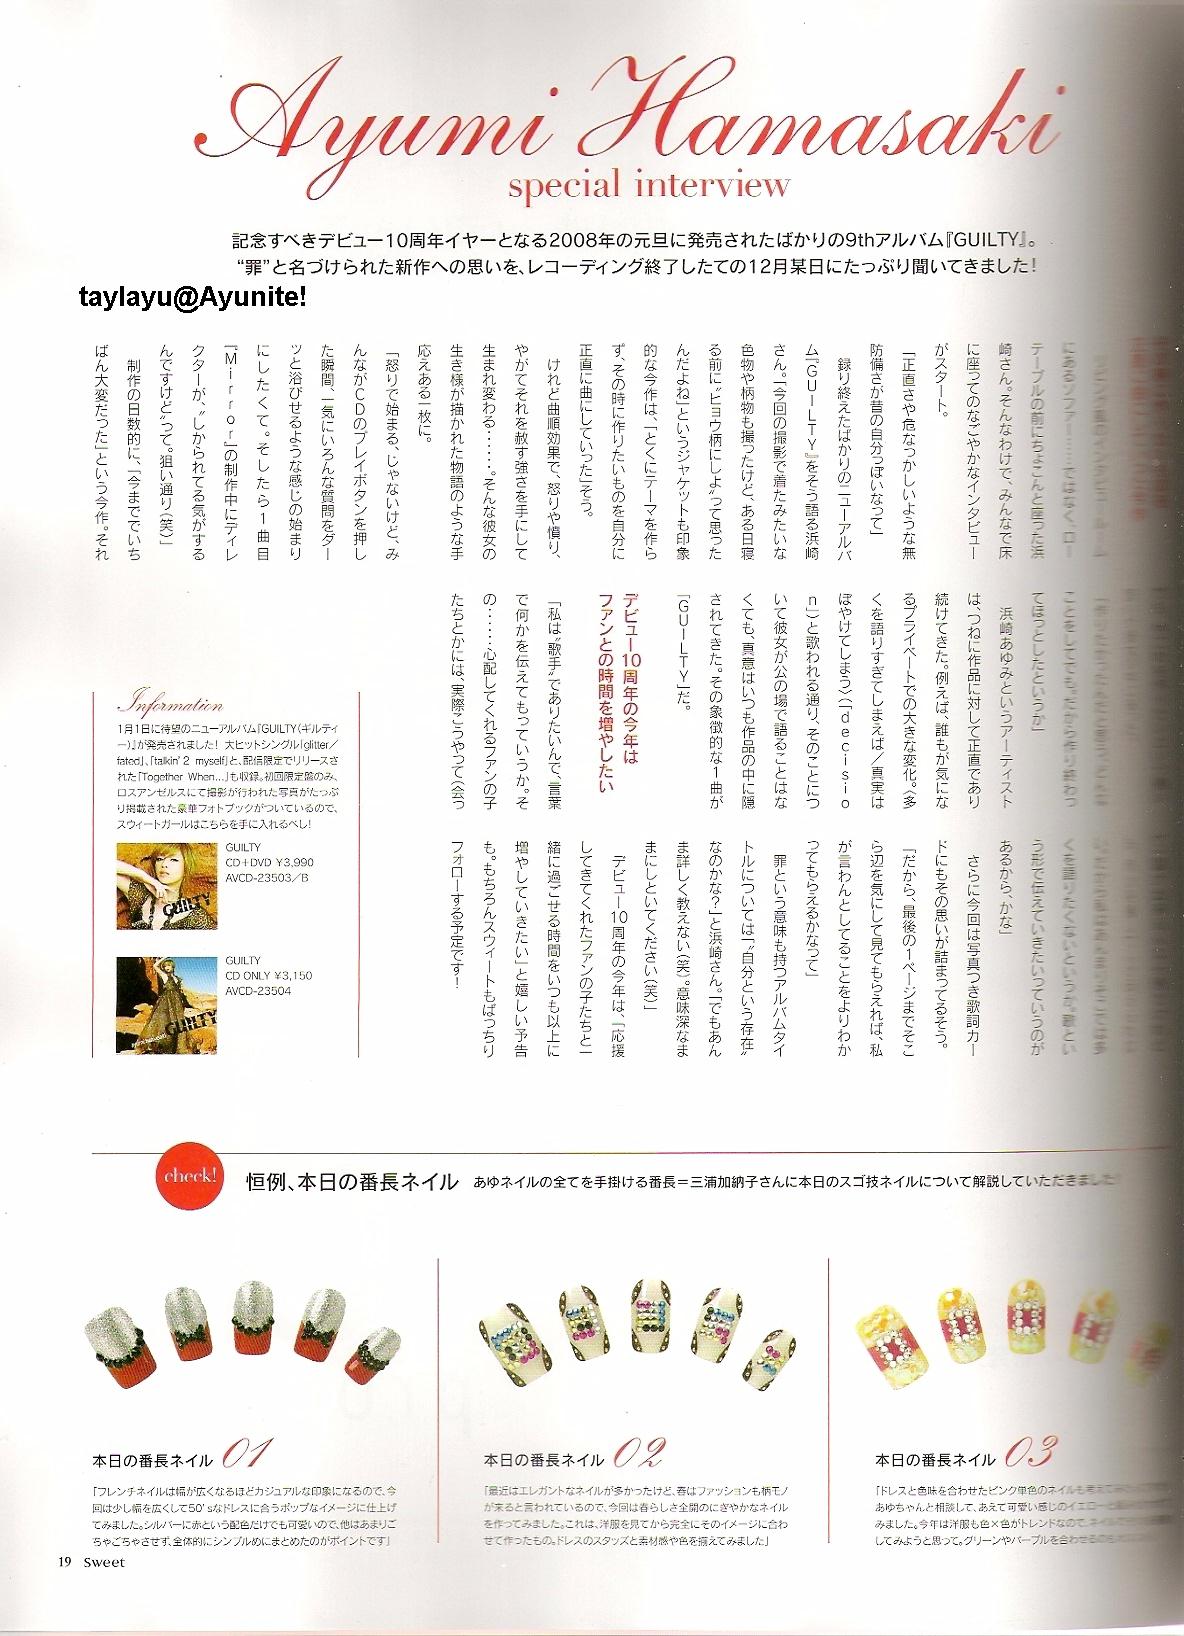 Ayumi Hamasaki
special interview
記念すべきデビュー10周年イヤーとなる2008年の元旦に発売されたばかりの9thアルバム『GUILTY』。
“罪”と名づけられた新作への思いを、レコーディング終了したての12月某日にたっぷり聞いてきました!
taylayu@Ayunite!
にあるソファー……ではなく、ロー
テーブルの前にちょこんと座った浜
崎さん。そんなわけで、みんなで床
に座ってのなごやかなインタビュー
がスタート。
「正直さや危なっかしいような無
防備さが昔の自分っぽいなって」
録り終えたばかりのニューアルバ
ム『GUILTY』をそう語る浜崎
さん。「今回の撮影で着たみたいな
色物や柄物も撮ったけど、ある日寝
る前に“ヒョウ柄にしよ”って思った
んだよね」というジャケットも印象
的な今作は、「とくにテーマを作ら
ず、その時に作りたいものを自分に
正直に曲にしていった」そう。
けれど曲順効果で、怒りや憤り、
やがてそれを赦す強さを手にして
生まれ変わる……。そんな彼女の
生き様が描かれた物語のような手
応えある一枚に。
「怒りで始まる、じゃないけど、み
んながCDのプレイボタンを押し
た瞬間、一気にいろんな質問をダー
ッと浴びせるような感じの始まり
にしたくて。そしたら1曲目
『Mirror』の制作中にディレ
クターが、“しかられてる気がする
んですけど”って。狙い通り(笑)」
制作の日数的に、「今まででいち
ばん大変だった」という今作。それ
ことをしてても。だから作り終わっ
てほっとしたというか」
浜崎あゆみというアーティスト
は、つねに作品に対して正直であり
続けてきた。例えば、誰もが気にな
るプライベートでの大きな変化。〈多
くを語りすぎてしまえば/真実は
ぼやけてしまう〉(「decisio
n」)と歌われる通り、そのことにつ
いて彼女が公の場で語ることはな
くても、真意はいつも作品の中に隠
されてきた。その象徴的な1曲が
「GUILTY」だ。
デビュー10周年の今年は
ファンとの時間を増やしたい
「私は“歌手”でありたいんで、言葉
で何かを伝えてもっていうか。そ
の……心配してくれるファンの子
たちとかには、実際こうやって〈会う
くを語りたくないというか。歌とい
う形で伝えていきたいっていうのが
あるから、かな」
さらに今回は写真つき歌詞カー
ドにもその思いが詰まってるそう。
「だから、最後の1ページまでそこ
ら辺を気にして見てもらえれば、私
が言わんとしてることをよりわか
ってもらえるかなって」
罪という意味も持つアルバムタイ
トルについては「“自分という存在”
なのかな?」と浜崎さん。「でもあん
ま詳しく教えない(笑)。意味深なま
まにしといてください(笑)」
デビュー10周年の今年は、「応援
してきてくれたファンの子たちと一
緒に過ごせる時間をいつも以上に
増やしていきたい」と嬉しい予告
も。もちろんスウィートもばっちり
フォローする予定です!
Information
1月1日に待望のニューアルバム『GUILTY(ギルティ
ー)』が発売されました! 大ヒットシングル「glitter/
fated」、「talkin' 2 myself」と、配信限定でリリースさ
れた「Together When...」も収録。初回限定盤のみ、
ロスアンゼルスにて撮影が行われた写真がたっぷ
り掲載された豪華フォトブックがついているので、
スウィートガールはこちらを手に入れるべし!
GUILTY
GUILTY
CD+DVD ¥3,990
AVCD-23503/B
GUILTY
GUILTY
CD ONLY ¥3,150
AVCD-23504
check!
恒例、本日の番長ネイル
あゆネイルの全てを手掛ける番長=三浦加納子さんに本日のスゴ技ネイルについて解説していただきました!
本日の番長ネイル 01
「フレンチネイルは幅が広くなるほどカジュアルな印象になるので、今
回は少し幅を広くして50'sなドレスに合うポップなイメージに仕上げ
てみました。シルバーに赤という配色だけでも可愛いので、他はあまりご
ちゃごちゃさせず、全体的にシンプルめにまとめたのがポイントです」
本日の番長ネイル 02
「最近はエレガントなネイルが多かったけど、春はファッションも柄モノ
が来ると言われているので、今回は春らしさ全開のにぎやかなネイル
を作ってみました。これは、洋服を見てから完全にそのイメージに合わ
せて作ったもの。ドレスのスタッズと素材感や色を揃えてみました」
本日の番長ネイル 03
「ドレスと色味を合わせたピンク単色のネイルも考えて
あゆちゃんと相談して、あえて可愛い感じのイエローと
みました。今年は洋服も色×色がトレンドなので、ネイルで
してみようと思って。グリーンやパープルを合わせるのも
19 Sweet